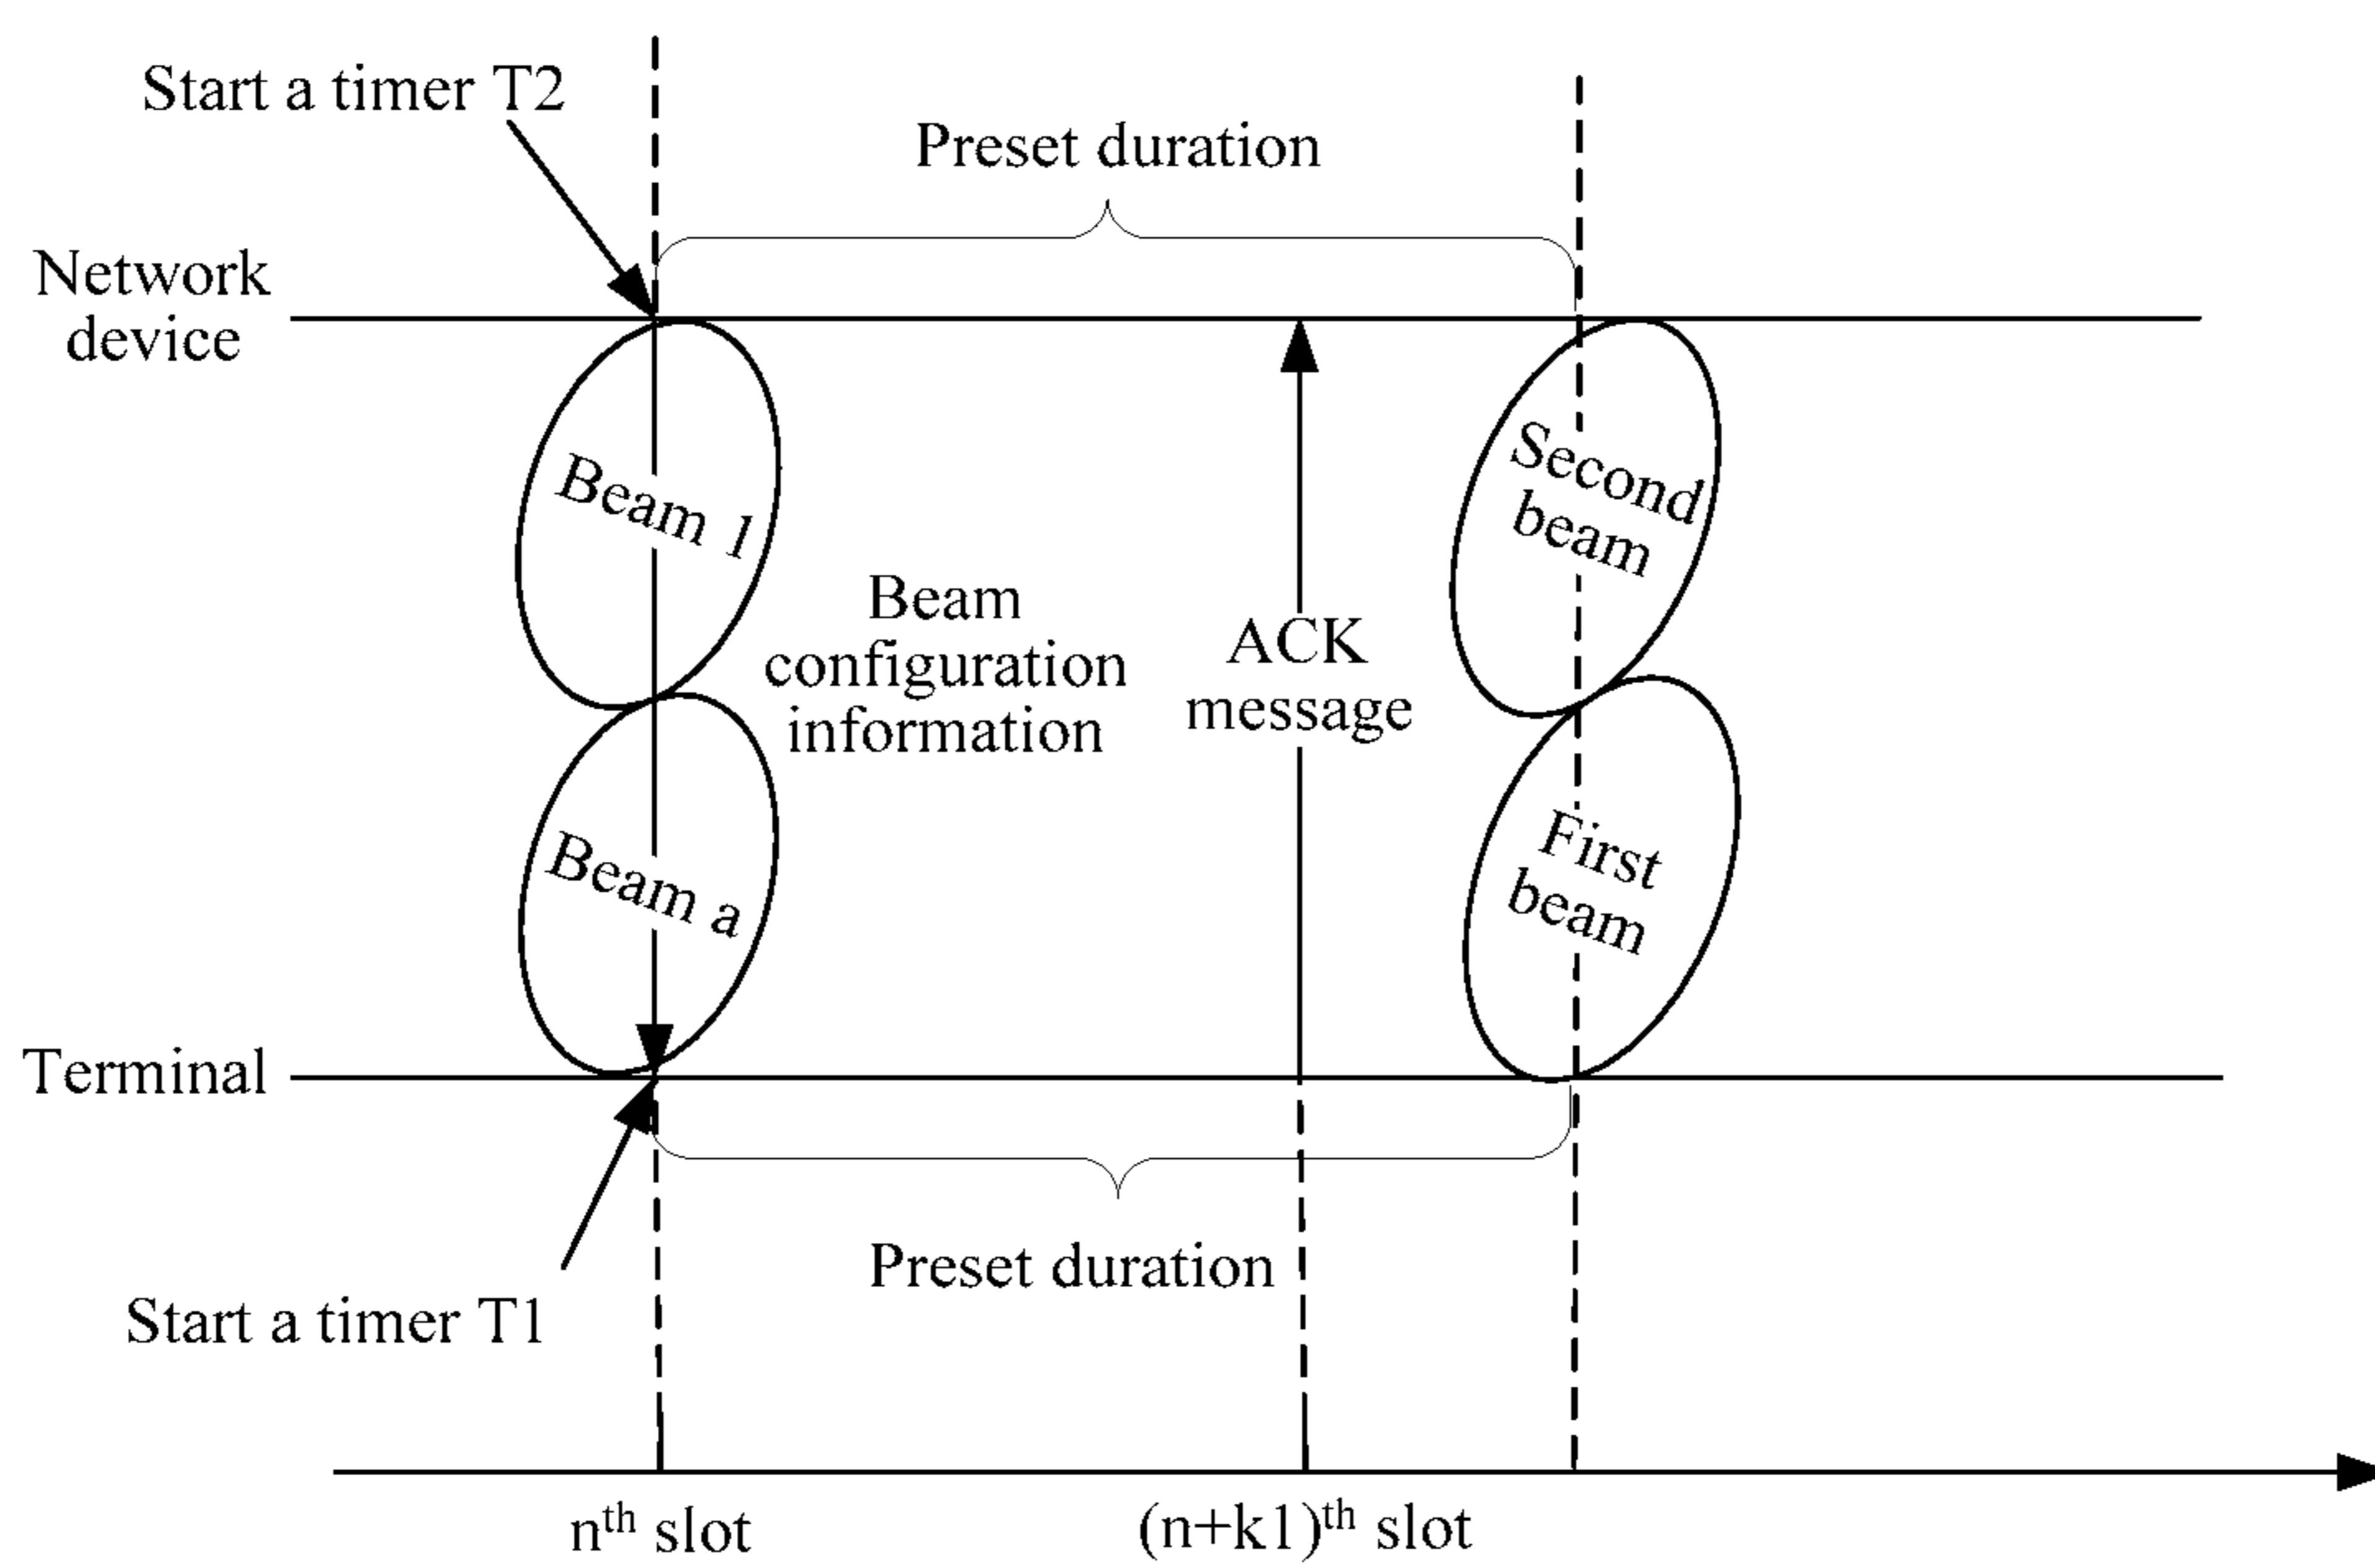 Start a timer T2
Preset duration
Network
device
Beam 1
Second
beam
Beam
configuration
information
ACK
message
Beam a
First
beam
Terminal
Preset duration
Start a timer T1
nth slot
(n+k1)th slot